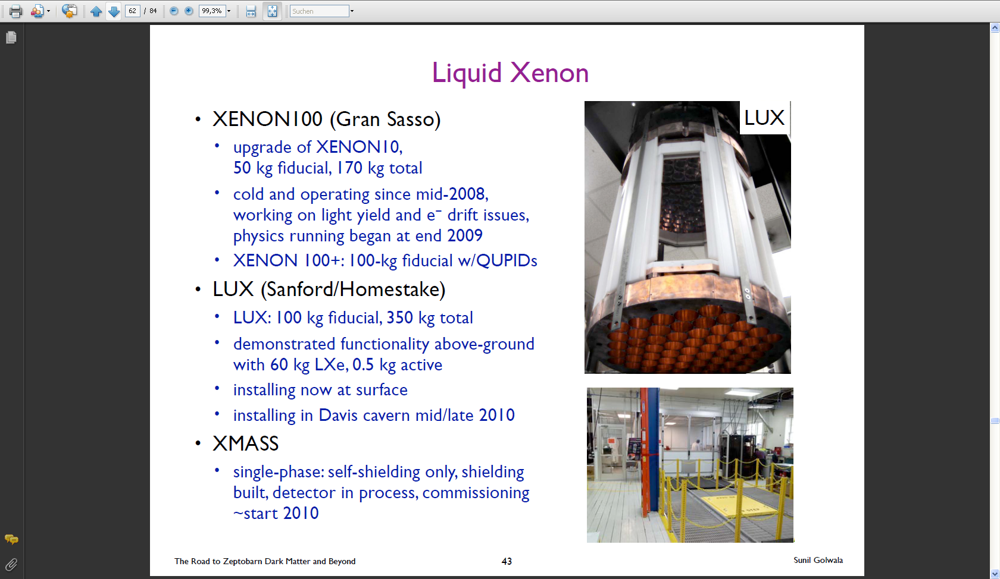 62 / 84 99,3% Suchen
Liquid Xenon
LUX
• XENON100 (Gran Sasso)
• upgrade of XENON10,
50 kg fiducial, 170 kg total
• cold and operating since mid-2008,
working on light yield and e⁻ drift issues,
physics running began at end 2009
• XENON 100+: 100-kg fiducial w/QUPIDs
• LUX (Sanford/Homestake)
• LUX: 100 kg fiducial, 350 kg total
• demonstrated functionality above-ground
with 60 kg LXe, 0.5 kg active
• installing now at surface
• installing in Davis cavern mid/late 2010
• XMASS
• single-phase: self-shielding only, shielding
built, detector in process, commissioning
~start 2010
The Road to Zeptobarn Dark Matter and Beyond
43
Sunil Golwala